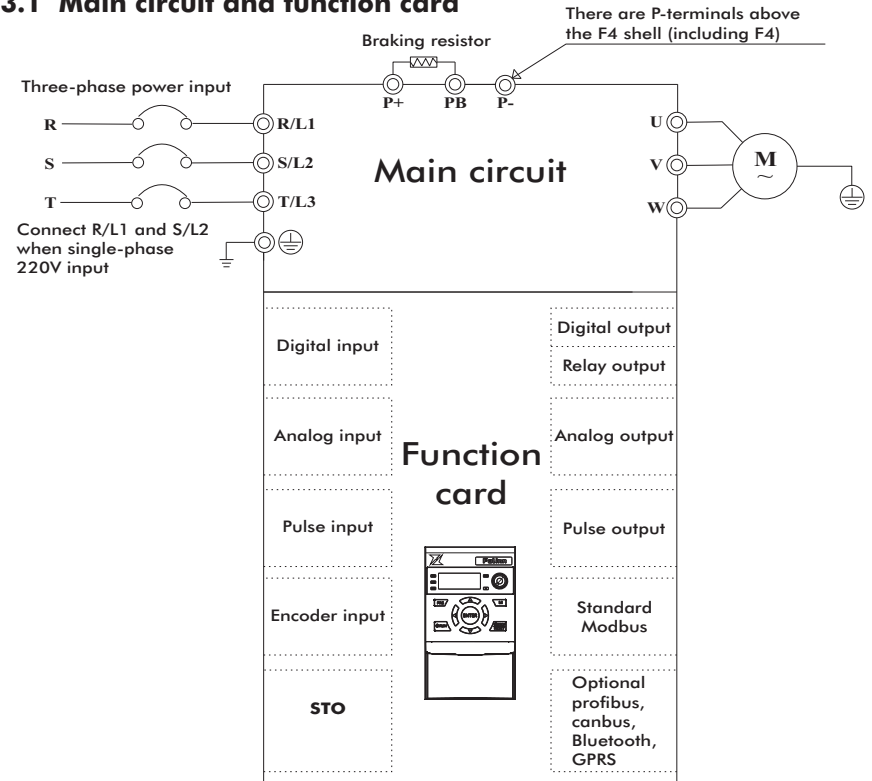 3.1 Main circuit and function card
There are P-terminals above
the F4 shell (including F4)
Braking resistor
P+
PB
P-
Three-phase power input
R
R/L1
S
S/L2
T
T/L3
Connect R/L1 and S/L2
when single-phase
220V input
Main circuit
U
V
W
M
~
Digital input
Digital output
Relay output
Analog input
Analog output
Function
card
Pulse input
Pulse output
Encoder input
ENTER
Standard
Modbus
STO
Optional
profibus,
canbus,
Bluetooth,
GPRS